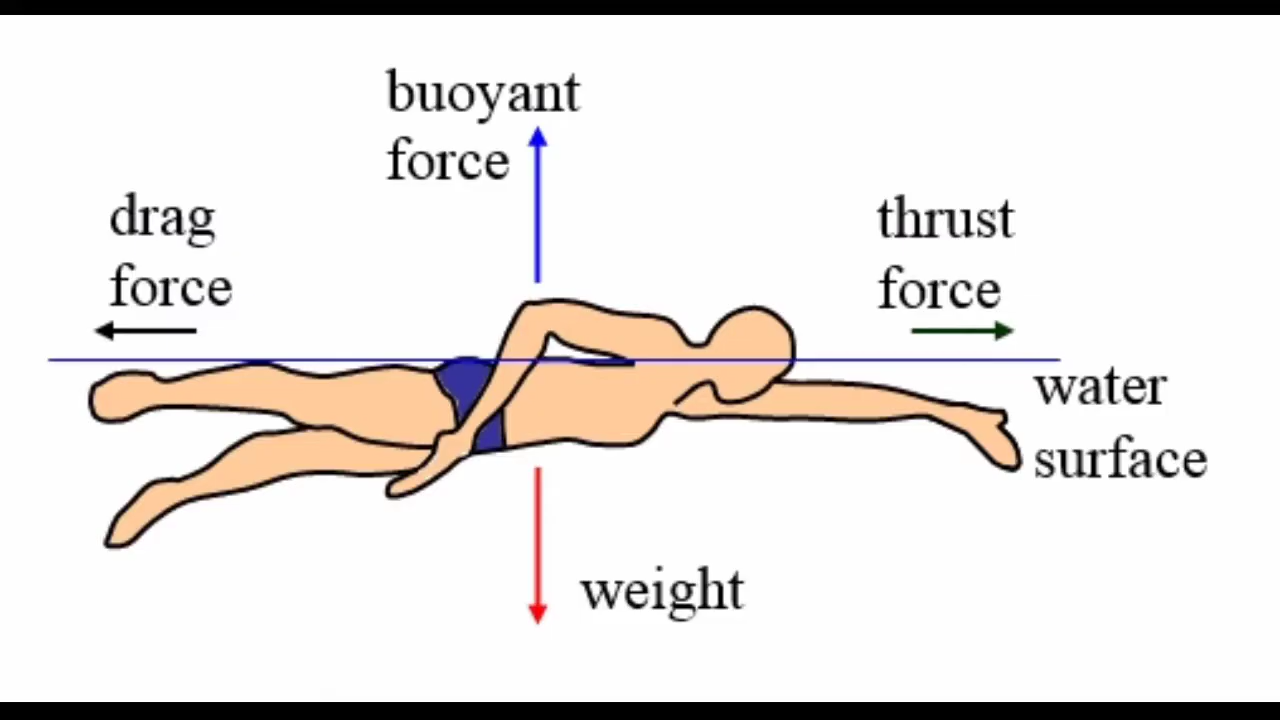 buoyant
force
drag
force
thrust
force
water
surface
weight